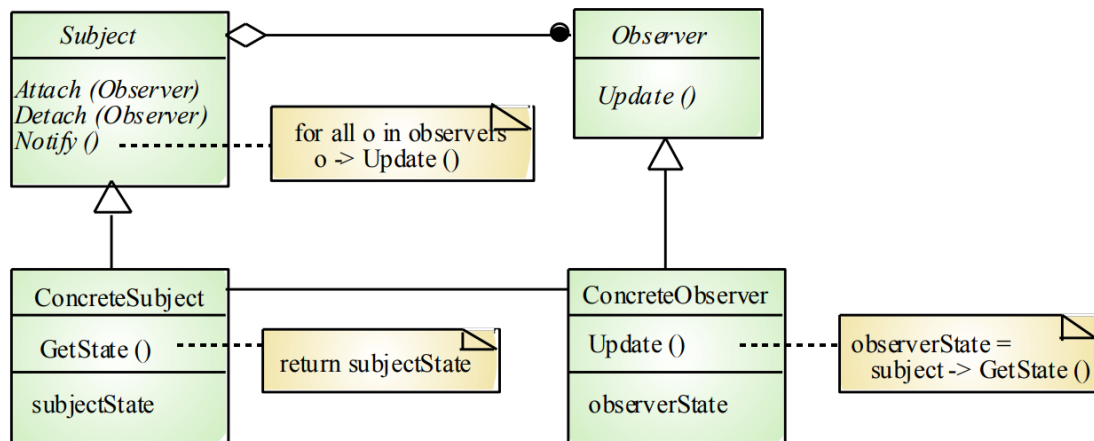 Subject
Attach (Observer)
Detach (Observer)
Notify ()
for all o in observers
o -> Update ()
Observer
Update ()
ConcreteSubject
GetState ()
subjectState
return subjectState
ConcreteObserver
Update ()
observerState
observerState =
subject -> GetState ()